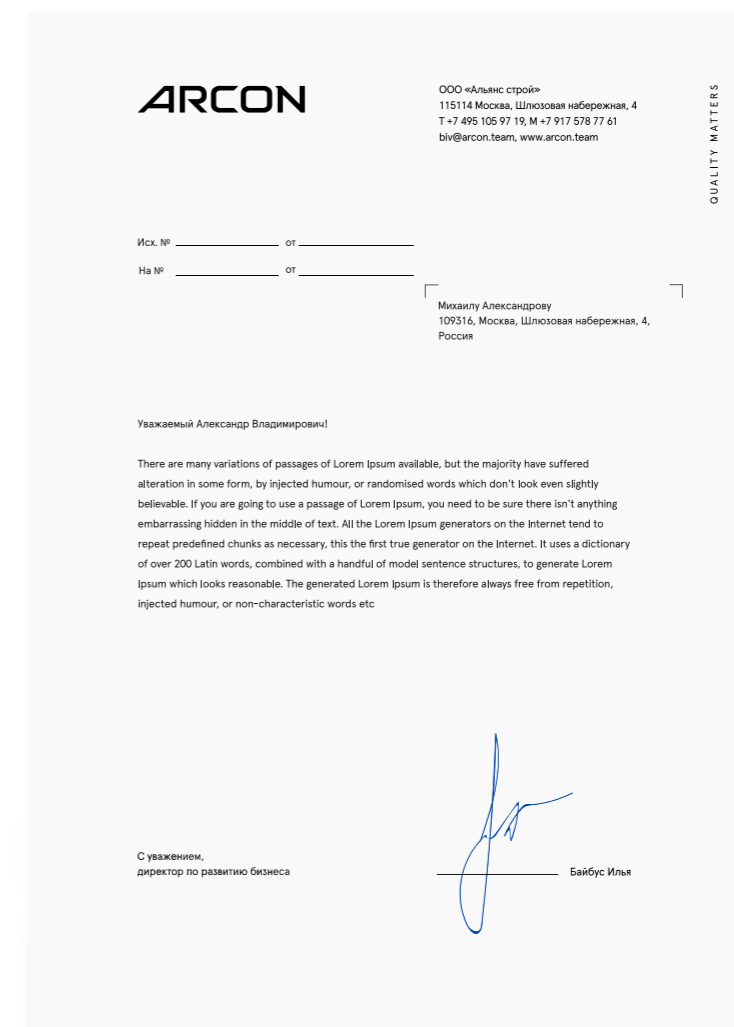 ARCON
ООО «Альянс строй»
115114 Москва, Шлюзовая набережная, 4
T +7 495 105 97 19, M +7 917 578 77 61
biv@arcon.team, www.arcon.team
QUALITY MATTERS
Исх. № от
На № от
Михаилу Александрову
109316, Москва, Шлюзовая набережная, 4,
Россия
Уважаемый Александр Владимирович!
There are many variations of passages of Lorem Ipsum available, but the majority have suffered
alteration in some form, by injected humour, or randomised words which don't look even slightly
believable. If you are going to use a passage of Lorem Ipsum, you need to be sure there isn't anything
embarrassing hidden in the middle of text. All the Lorem Ipsum generators on the Internet tend to
repeat predefined chunks as necessary, this the first true generator on the Internet. It uses a dictionary
of over 200 Latin words, combined with a handful of model sentence structures, to generate Lorem
Ipsum which looks reasonable. The generated Lorem Ipsum is therefore always free from repetition,
injected humour, or non-characteristic words etc
С уважением,
директор по развитию бизнеса
Байбус Илья